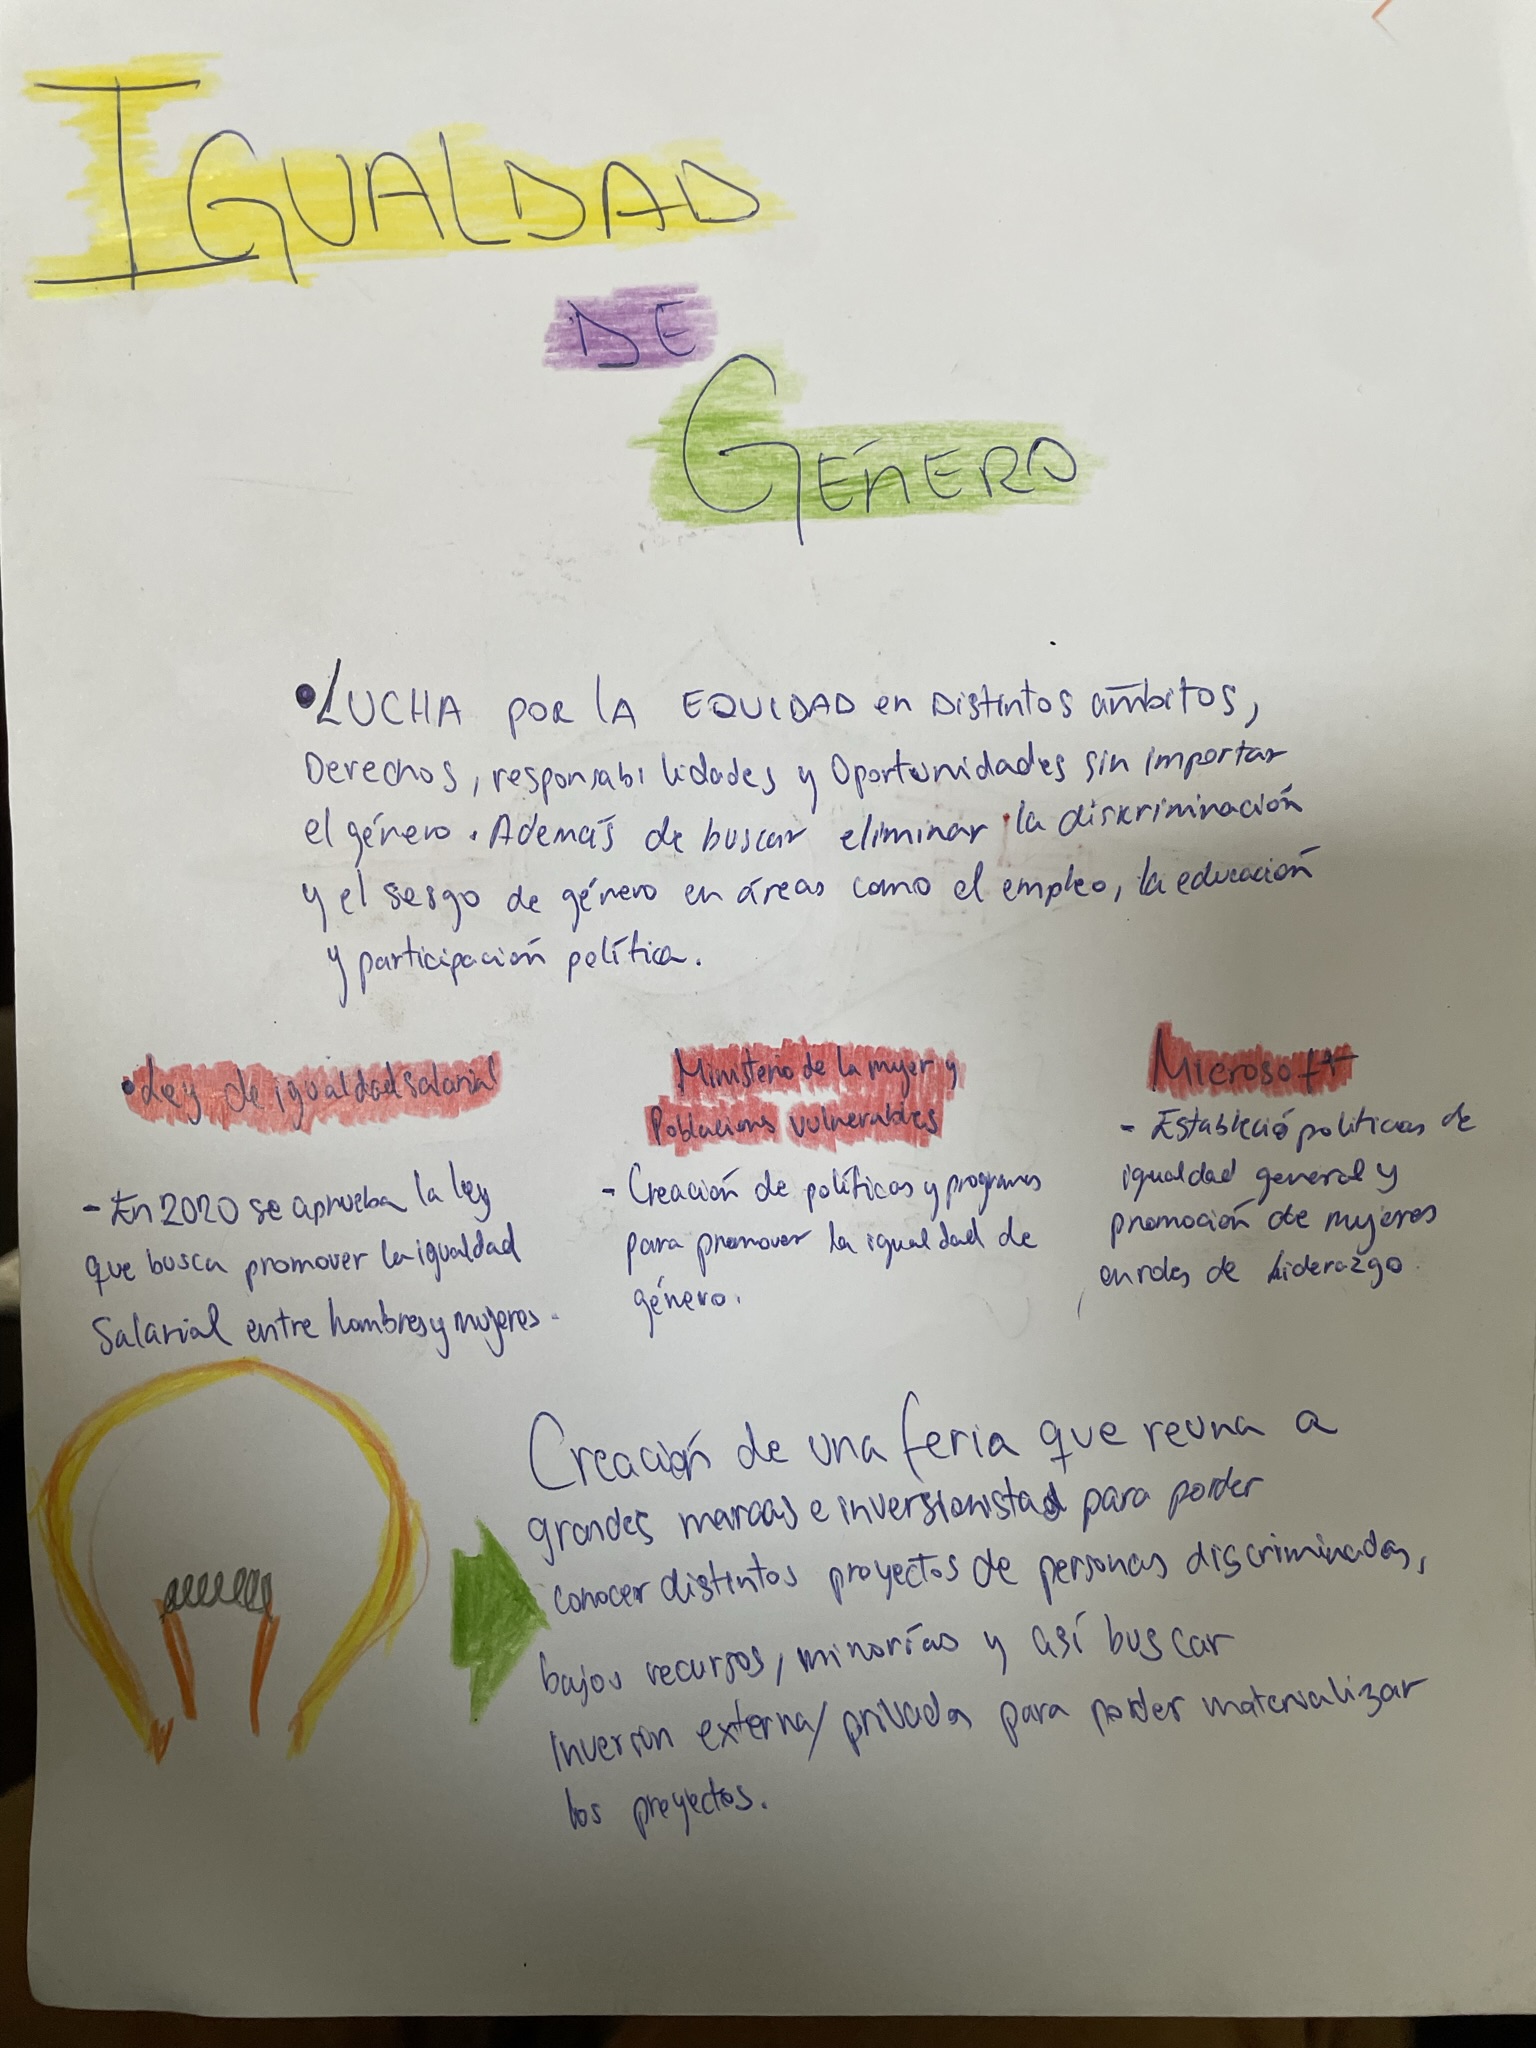 IGUALDAD
DE
GÉNERO
•LUCHA POR LA EQUIDAD en Distintos ámbitos,
Derechos, responsabilidades y Oportunidades sin importar
el género. Además de buscar eliminar la discriminación
y el sesgo de género en áreas como el empleo, la educación
y participación política.
•Ley de igualdad salarial
- En 2020 se aprueba la ley
que busca promover la igualdad
Salarial entre hombres y mujeres.
Ministerio de la mujer y
Poblacions vulnerables
- Creación de políticas y programas
para promover la igualdad de
género.
Microsoft
- Estableció politicas de
igualdad general y
promoción de mujeres
en roles de Liderazgo
Creación de una feria que reuna a
grandes marcas e inversionistas para poder
conocer distintos proyectos de personas discriminadas,
bajos recursos, minorías y así buscar
inversión externa/privada para poder materializar
los proyectos.